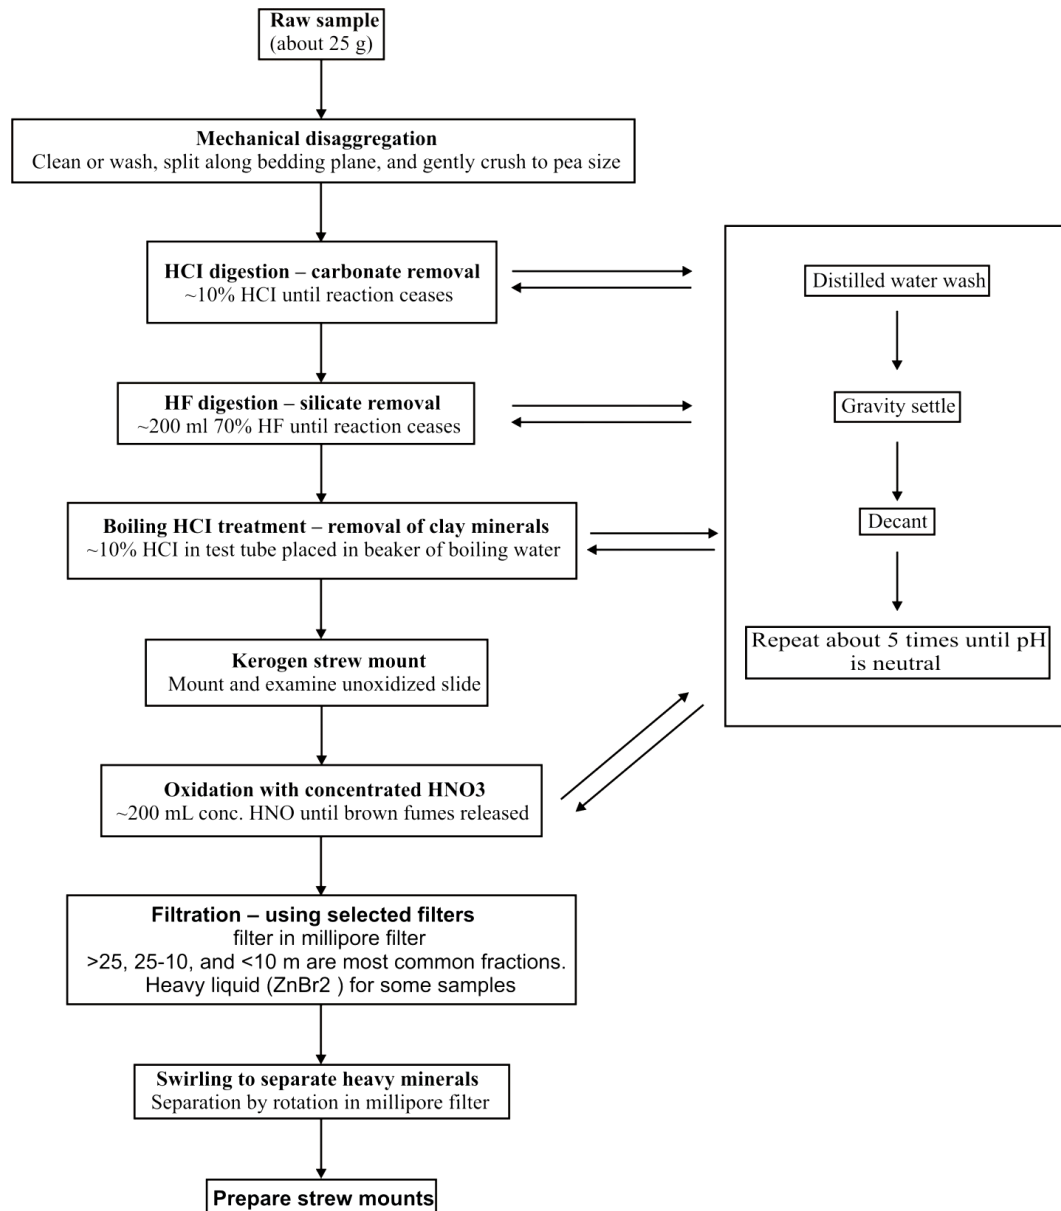 Raw sample
(about 25 g)
Mechanical disaggregation
Clean or wash, split along bedding plane, and gently crush to pea size
HCI digestion – carbonate removal
~10% HCI until reaction ceases
HF digestion – silicate removal
~200 ml 70% HF until reaction ceases
Boiling HCI treatment – removal of clay minerals
~10% HCI in test tube placed in beaker of boiling water
Kerogen strew mount
Mount and examine unoxidized slide
Oxidation with concentrated HNO3
~200 mL conc. HNO until brown fumes released
Filtration – using selected filters
filter in millipore filter
>25, 25-10, and <10 m are most common fractions.
Heavy liquid (ZnBr2 ) for some samples
Swirling to separate heavy minerals
Separation by rotation in millipore filter
Prepare strew mounts
Distilled water wash
Gravity settle
Decant
Repeat about 5 times until pH
is neutral